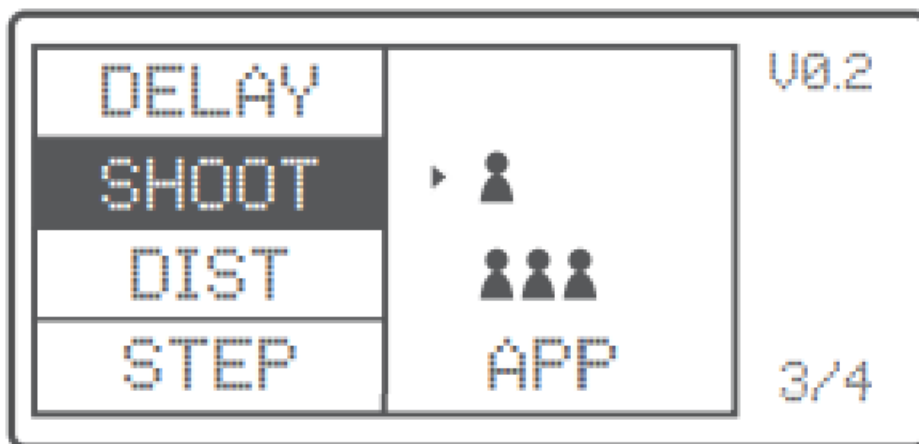 DELAY
SHOOT
DIST
STEP
APP
V0.2
3/4